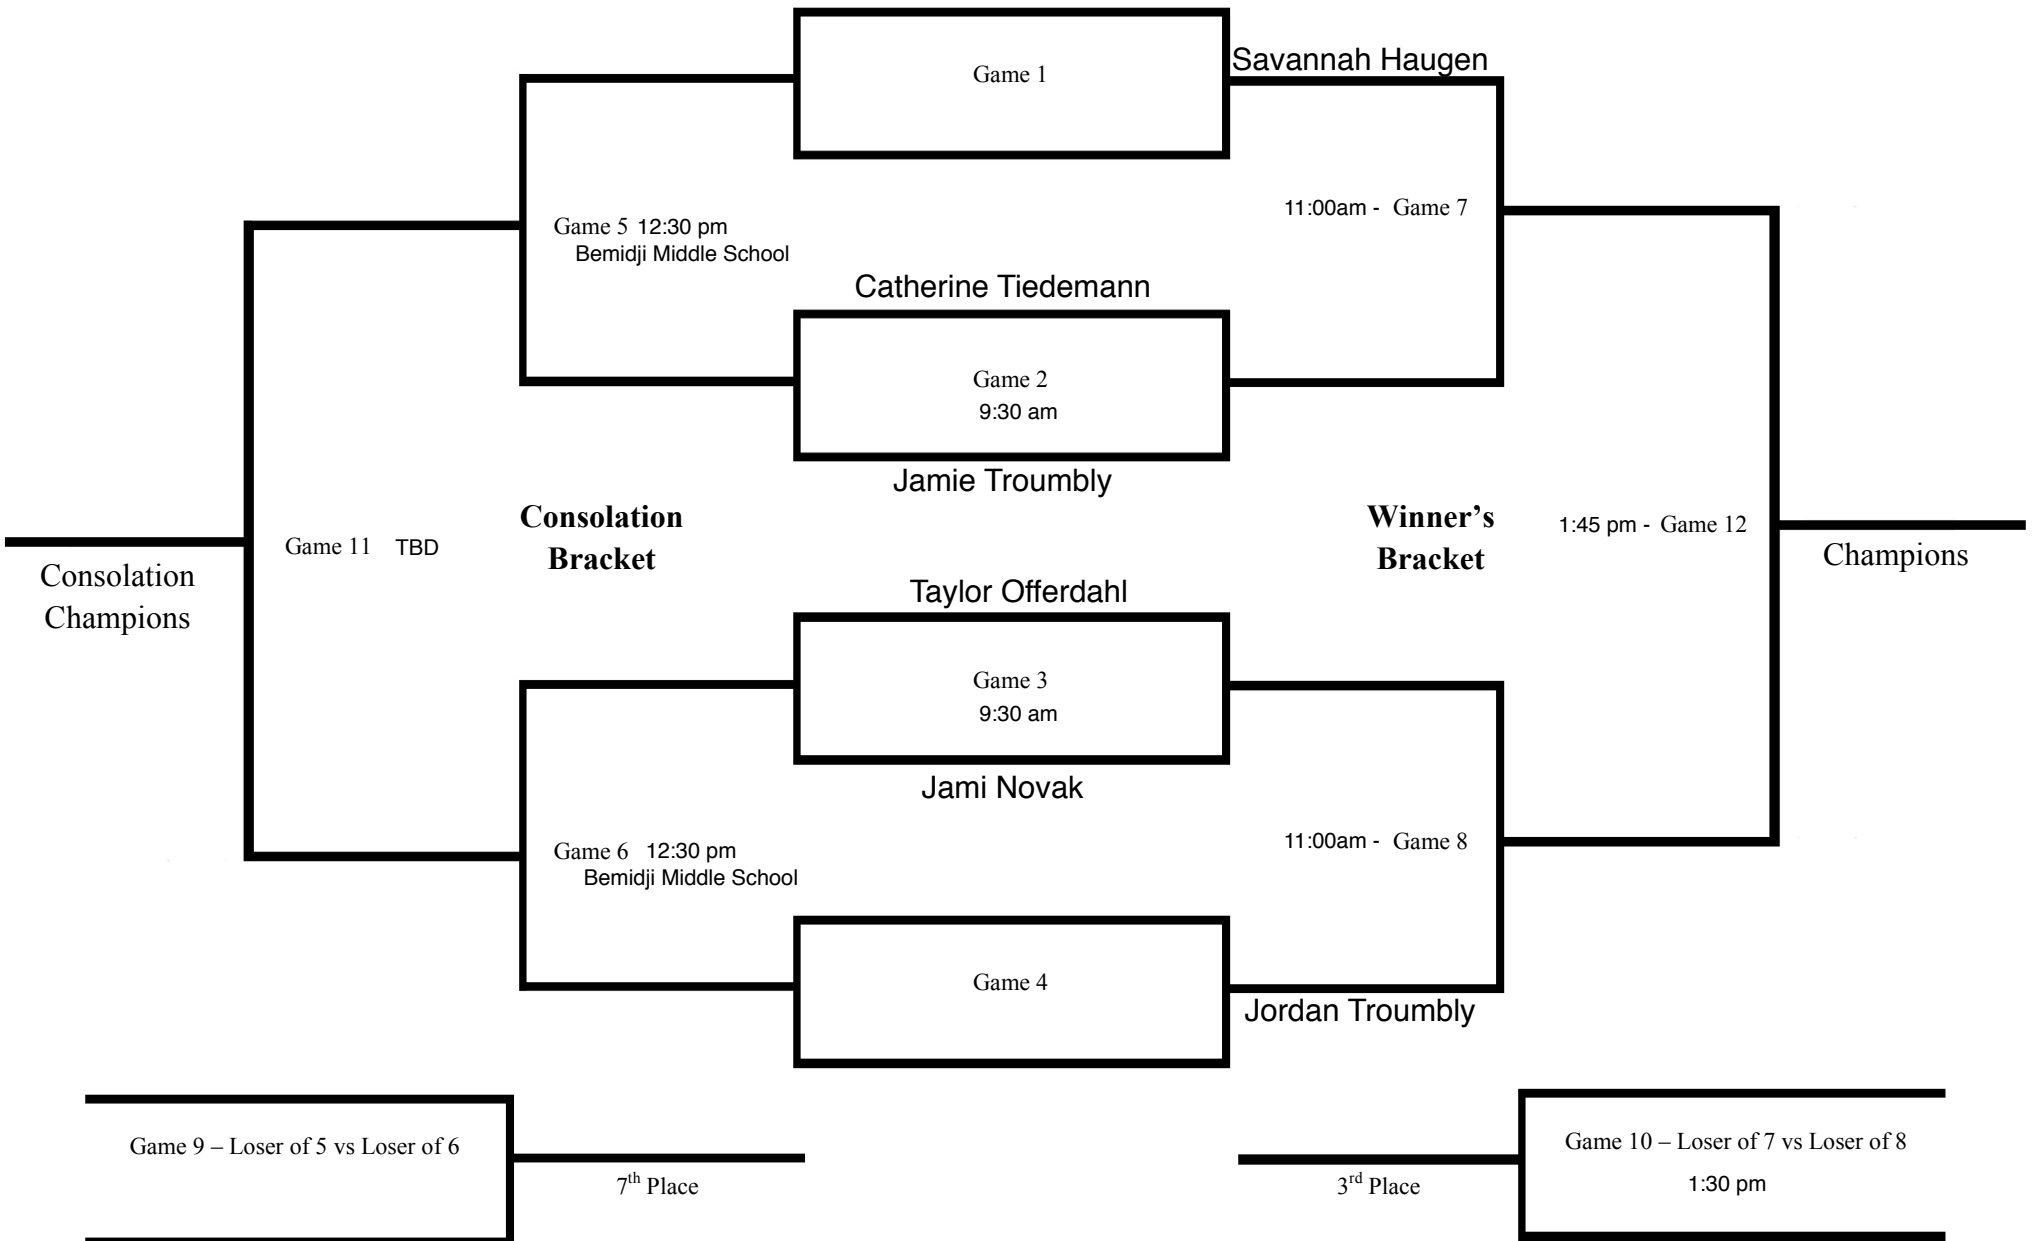 Savannah Haugen
Game 1
11:00am - Game 7
Game 5 12:30 pm
Bemidji Middle School
Catherine Tiedemann
Game 2
9:30 am
Jamie Troumbly
Consolation
Bracket
Winner's
Bracket
1:45 pm - Game 12
Game 11 TBD
Champions
Consolation
Champions
Taylor Offerdahl
Game 3
9:30 am
Jami Novak
11:00am - Game 8
Game 6 12:30 pm
Bemidji Middle School
Game 4
Jordan Troumbly
Game 9 – Loser of 5 vs Loser of 6
7th Place
Game 10 – Loser of 7 vs Loser of 8
1:30 pm
3rd Place